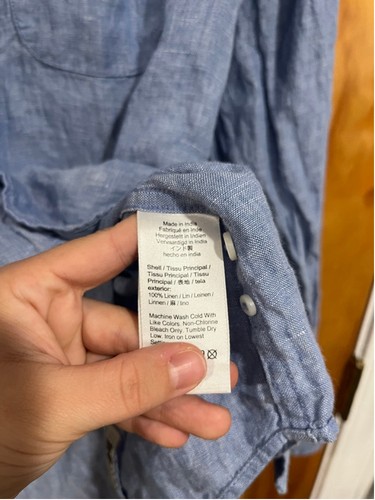 Made in India
Fabriqué en Inde
Hergestellt in Indien
Vervaardigd in India
インド製
hecho en India
Shell / Tissu Principal /
Tissu Principal / Tissu
Principal / 表地 / tela
exterior:
100% Linen / Lin / Leinen /
Linnen / 麻 / lino
Machine Wash Cold With
Like Colors. Non-Chlorine
Bleach Only. Tumble Dry
Low. Iron on Lowest